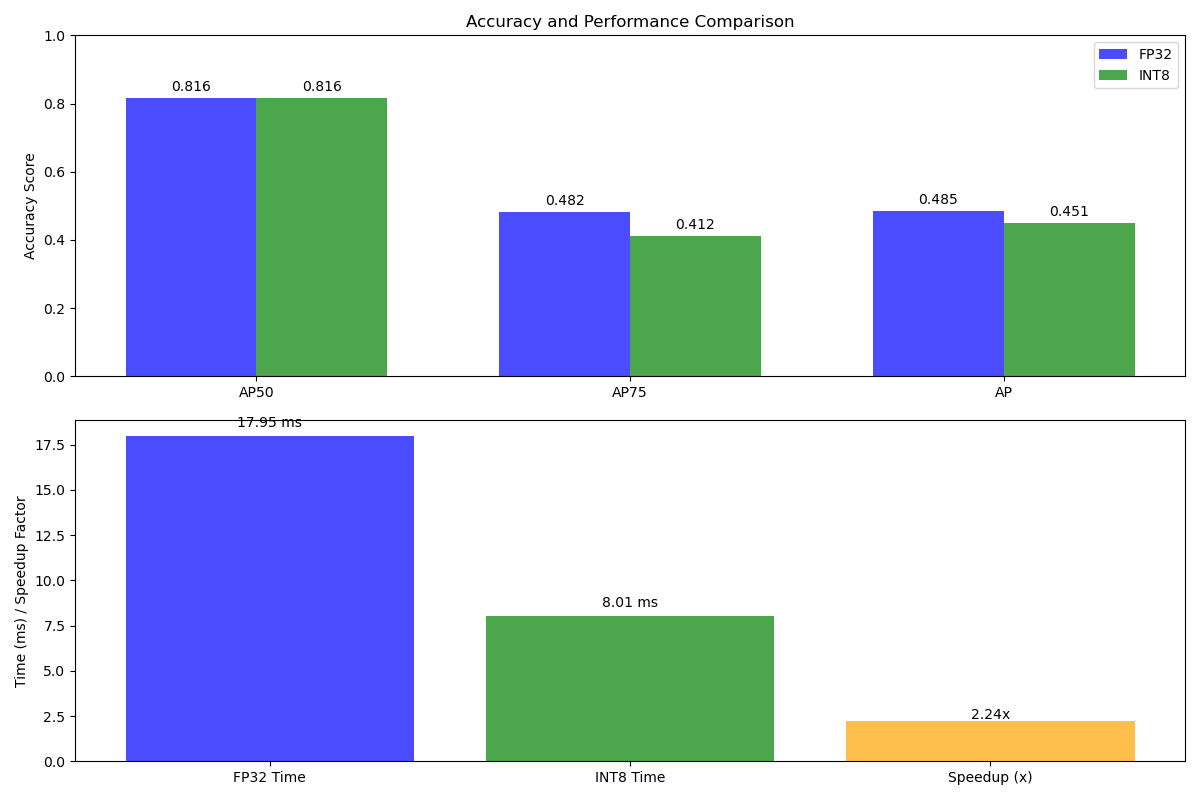 Accuracy and Performance Comparison
Accuracy Score
1.0
0.8
0.6
0.4
0.2
0.0
FP32
INT8
0.816
0.816
0.482
0.412
0.485
0.451
AP50
AP75
AP
Time (ms) / Speedup Factor
17.5
15.0
12.5
10.0
7.5
5.0
2.5
0.0
17.95 ms
8.01 ms
2.24x
FP32 Time
INT8 Time
Speedup (x)